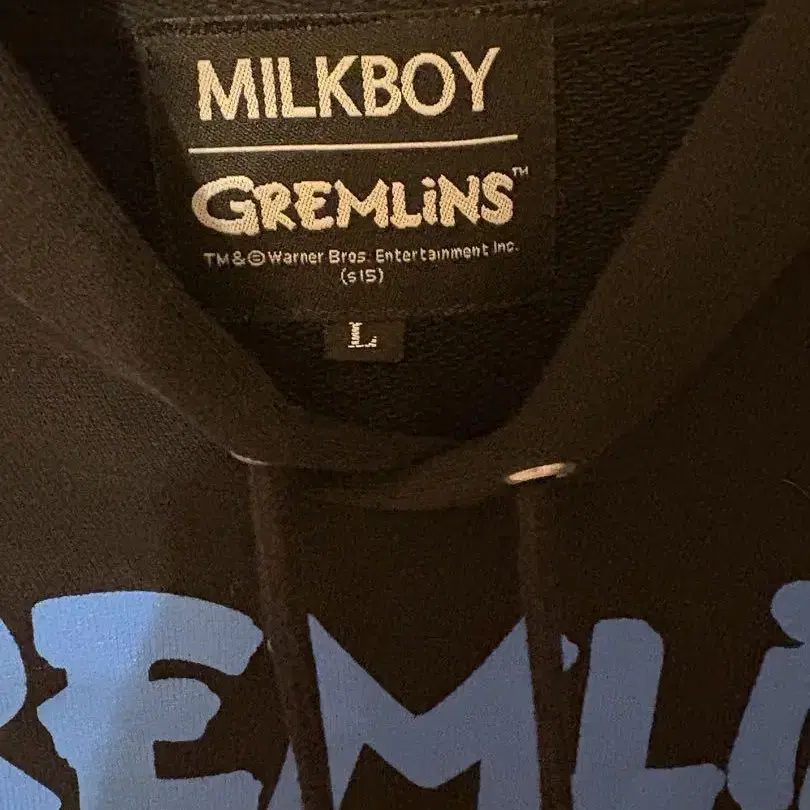 MILKBOY
GREMLiNS™
TM & © Warner Bros. Entertainment Inc.
(s15)
L
REMLi